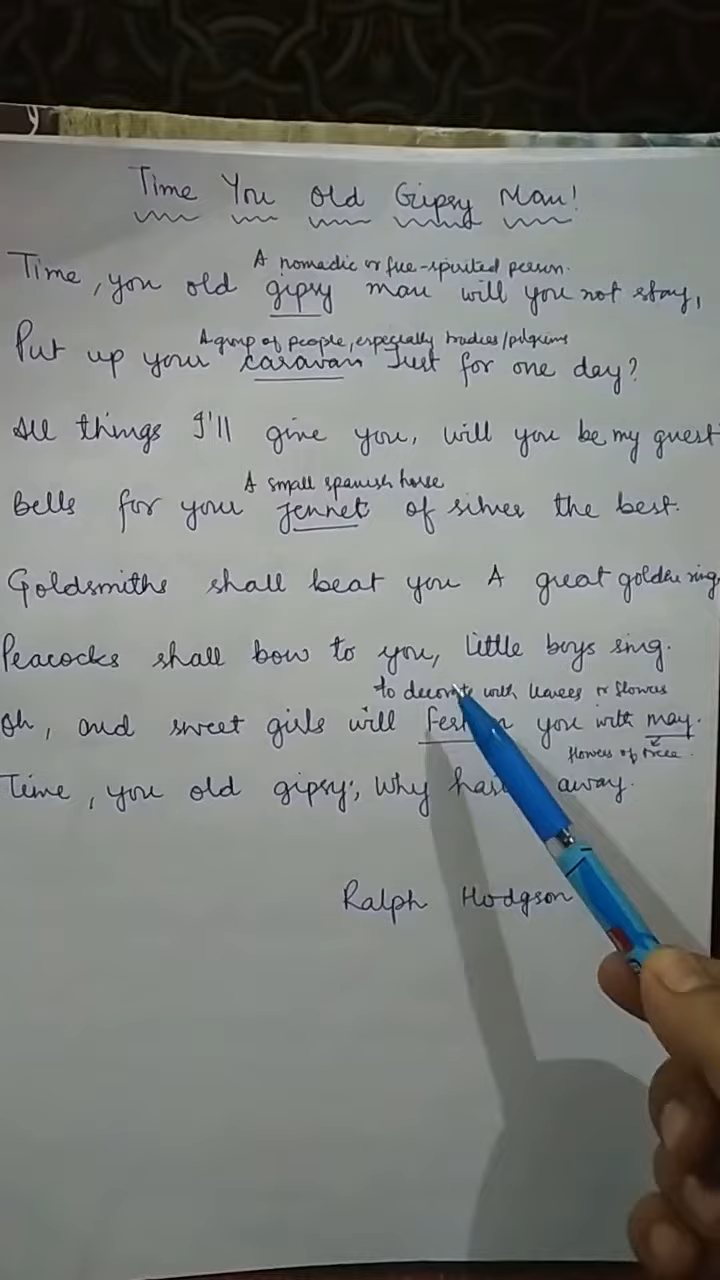 Time You Old Gipsy Man!
A nomadic or free-spirited person.
Time, you old gipsy man will you not stay,
A group of people, especially trades/pilgrims
Put up your caravan Just for one day?
All things I'll give you, will you be my guest
A small spanish horse
Bells for your jennet of silver the best.
Goldsmiths shall beat you A great golden ring
Peacocks shall bow to you, little boys sing.
to decorate with leaves or flowers
Oh, and sweet girls will you with may.
flowers of tree.
Time, you old gipsy, Why away.
Ralph Hodgson